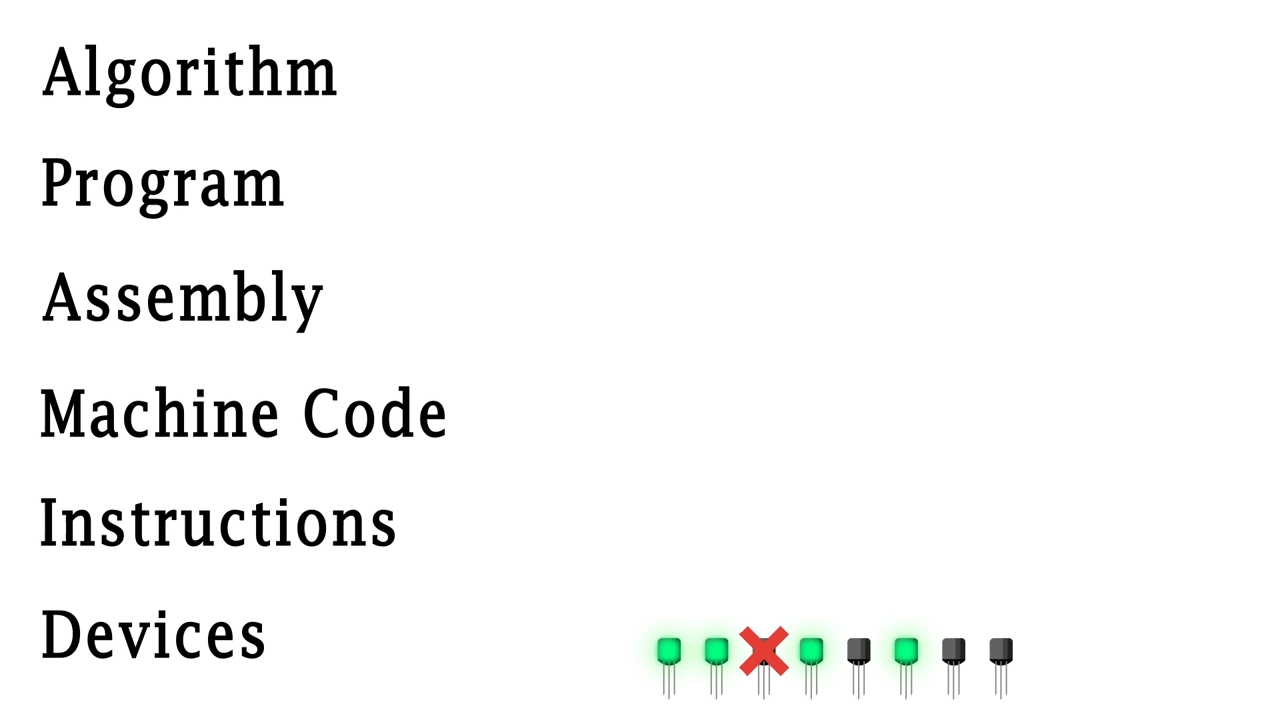 Algorithm
Program
Assembly
Machine Code
Instructions
Devices